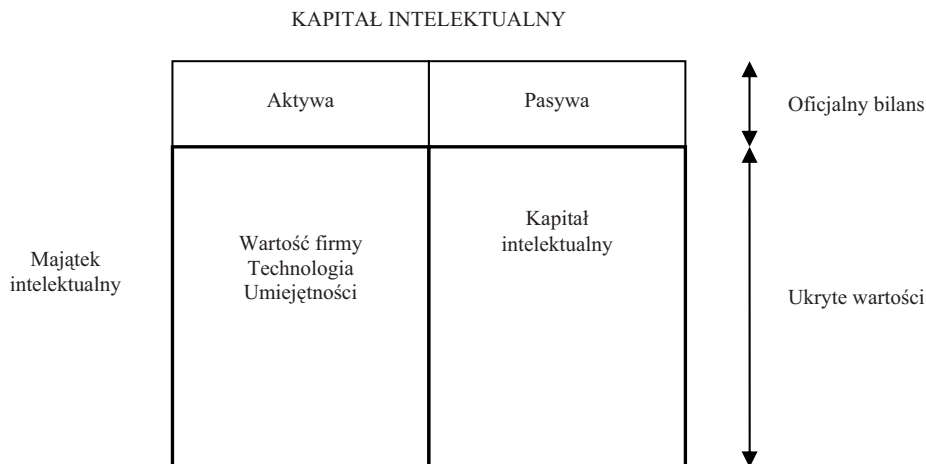 KAPITAŁ INTELEKTUALNY
Aktywa
Pasywa
Oficjalny bilans
Majątek
intelektualny
Wartość firmy
Technologia
Umiejętności
Kapitał
intelektualny
Ukryte wartości